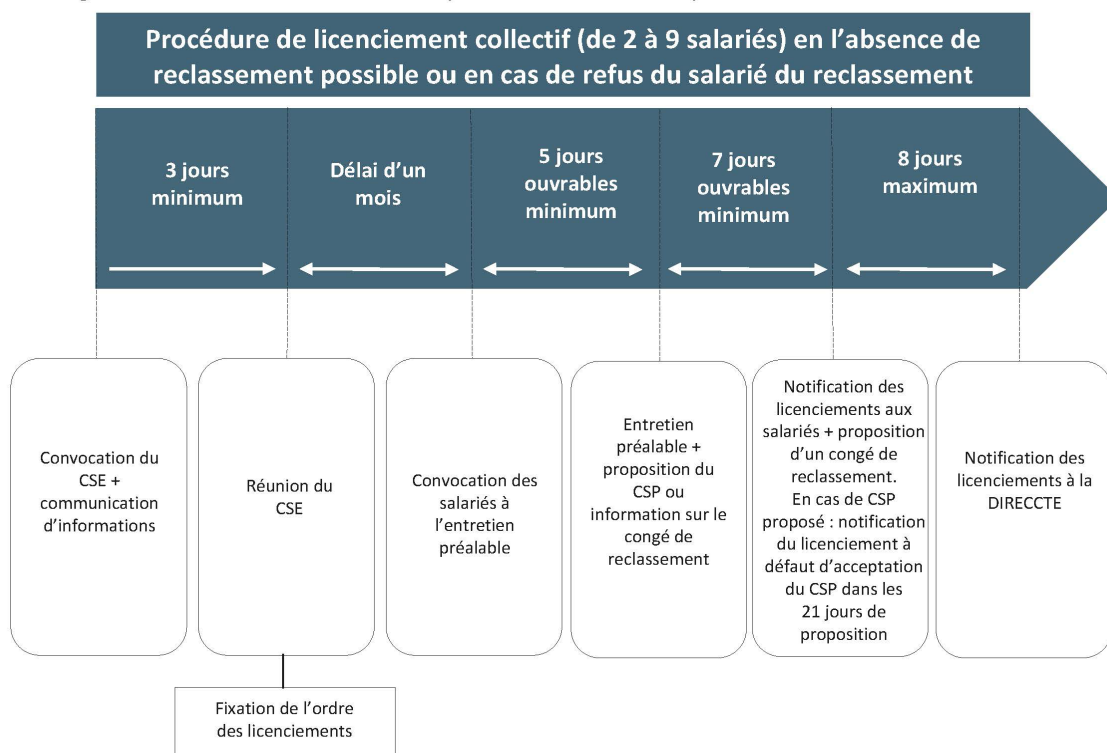 Procédure de licenciement collectif (de 2 à 9 salariés) en l’absence de
reclassement possible ou en cas de refus du salarié du reclassement
3 jours
minimum
Délai d’un
mois
5 jours
ouvrables
minimum
7 jours
ouvrables
minimum
8 jours
maximum
Convocation du
CSE +
communication
d’informations
Réunion du
CSE
Convocation des
salariés à
l’entretien
préalable
Entretien
préalable +
proposition du
CSP ou
information sur le
congé de
reclassement
Notification des
licenciements aux
salariés + proposition
d’un congé de
reclassement.
En cas de CSP
proposé : notification
du licenciement à
défaut d’acceptation
du CSP dans les
21 jours de
proposition
Notification des
licenciements à la
DIRECCTE
Fixation de l’ordre
des licenciements